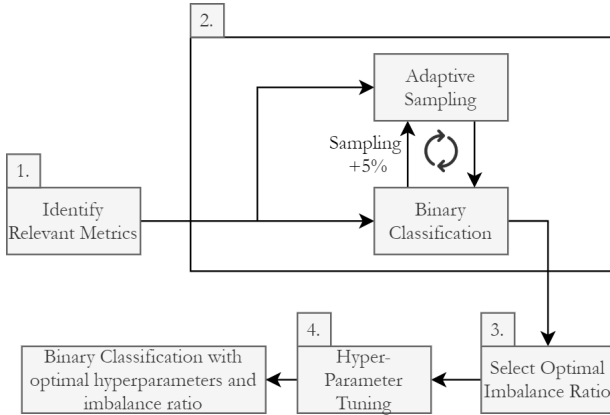 2.
Adaptive
Sampling
Sampling
+5%
1.
Identify
Relevant Metrics
Binary
Classification
3.
Select Optimal
Imbalance Ratio
4.
Hyper-
Parameter
Tuning
Binary Classification with
optimal hyperparameters and
imbalance ratio